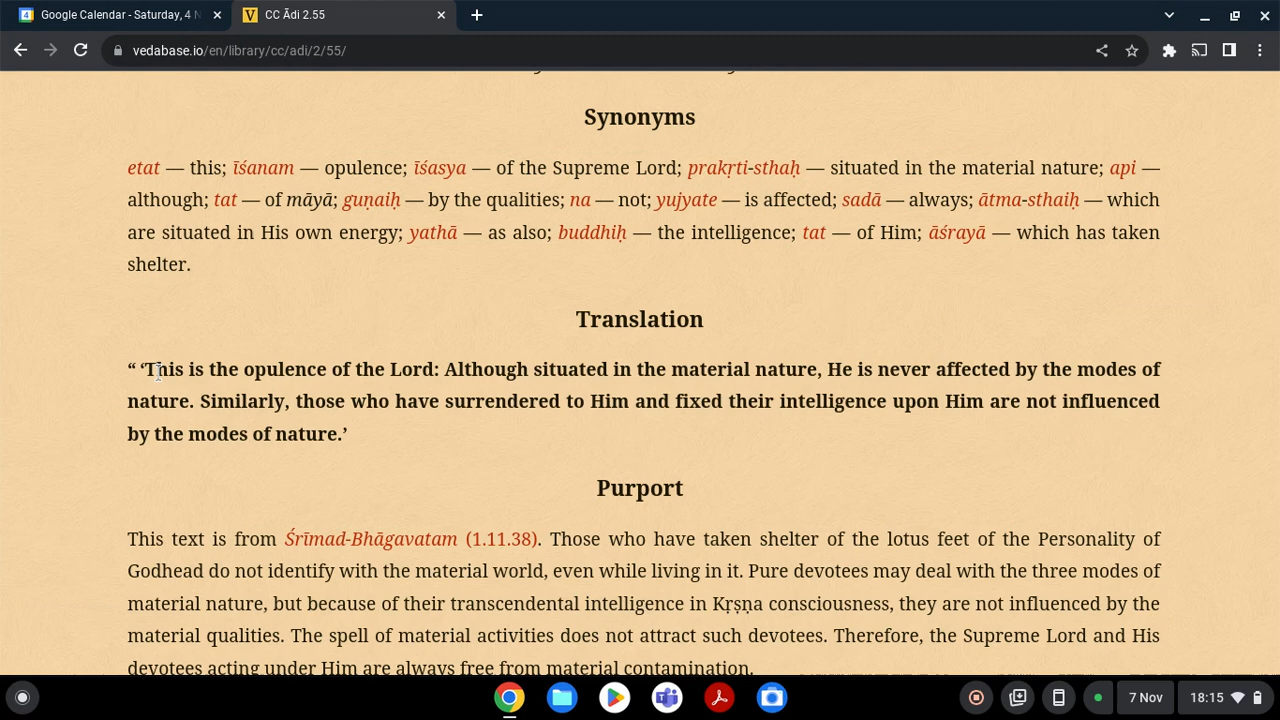 Google Calendar - Saturday, 4 N
CC Ādi 2.55
vedabase.io/en/library/cc/adi/2/55/
Synonyms
etat — this; īśanam — opulence; īśasya — of the Supreme Lord; prakṛti-sthaḥ — situated in the material nature; api —
although; tat — of māyā; guṇaiḥ — by the qualities; na — not; yujyate — is affected; sadā — always; ātma-sthaiḥ — which
are situated in His own energy; yathā — as also; buddhiḥ — the intelligence; tat — of Him; āśrayā — which has taken
shelter.
Translation
“ ‘This is the opulence of the Lord: Although situated in the material nature, He is never affected by the modes of
nature. Similarly, those who have surrendered to Him and fixed their intelligence upon Him are not influenced
by the modes of nature.’
Purport
This text is from Śrīmad-Bhāgavatam (1.11.38). Those who have taken shelter of the lotus feet of the Personality of
Godhead do not identify with the material world, even while living in it. Pure devotees may deal with the three modes of
material nature, but because of their transcendental intelligence in Kṛṣṇa consciousness, they are not influenced by the
material qualities. The spell of material activities does not attract such devotees. Therefore, the Supreme Lord and His
devotees acting under Him are always free from material contamination.
7 Nov
18:15